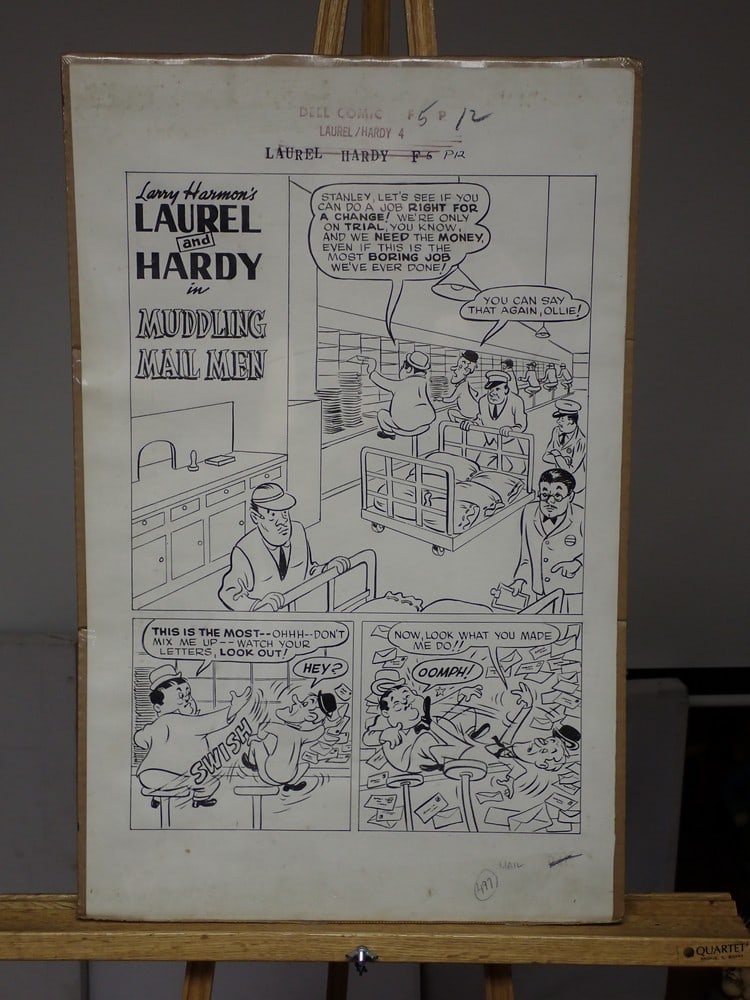 DELL COMIC F 5 P 12
LAUREL/HARDY 4
LAUREL HARDY F 5 P12
Larry Harmon's
LAUREL
and
HARDY
in
MUDDLING
MAIL MEN
STANLEY, LET'S SEE IF YOU
CAN DO A JOB RIGHT FOR
A CHANGE! WE'RE ONLY
ON TRIAL, YOU KNOW,
AND WE NEED THE MONEY,
EVEN IF THIS IS THE
MOST BORING JOB
WE'VE EVER DONE!
YOU CAN SAY
THAT AGAIN, OLLIE!
THIS IS THE MOST--OHHH--DON'T
MIX ME UP--WATCH YOUR
LETTERS, LOOK OUT!
HEY?
SWISH
NOW, LOOK WHAT YOU MADE
ME DO!!
OOMPH!
MAIL
QUARTET